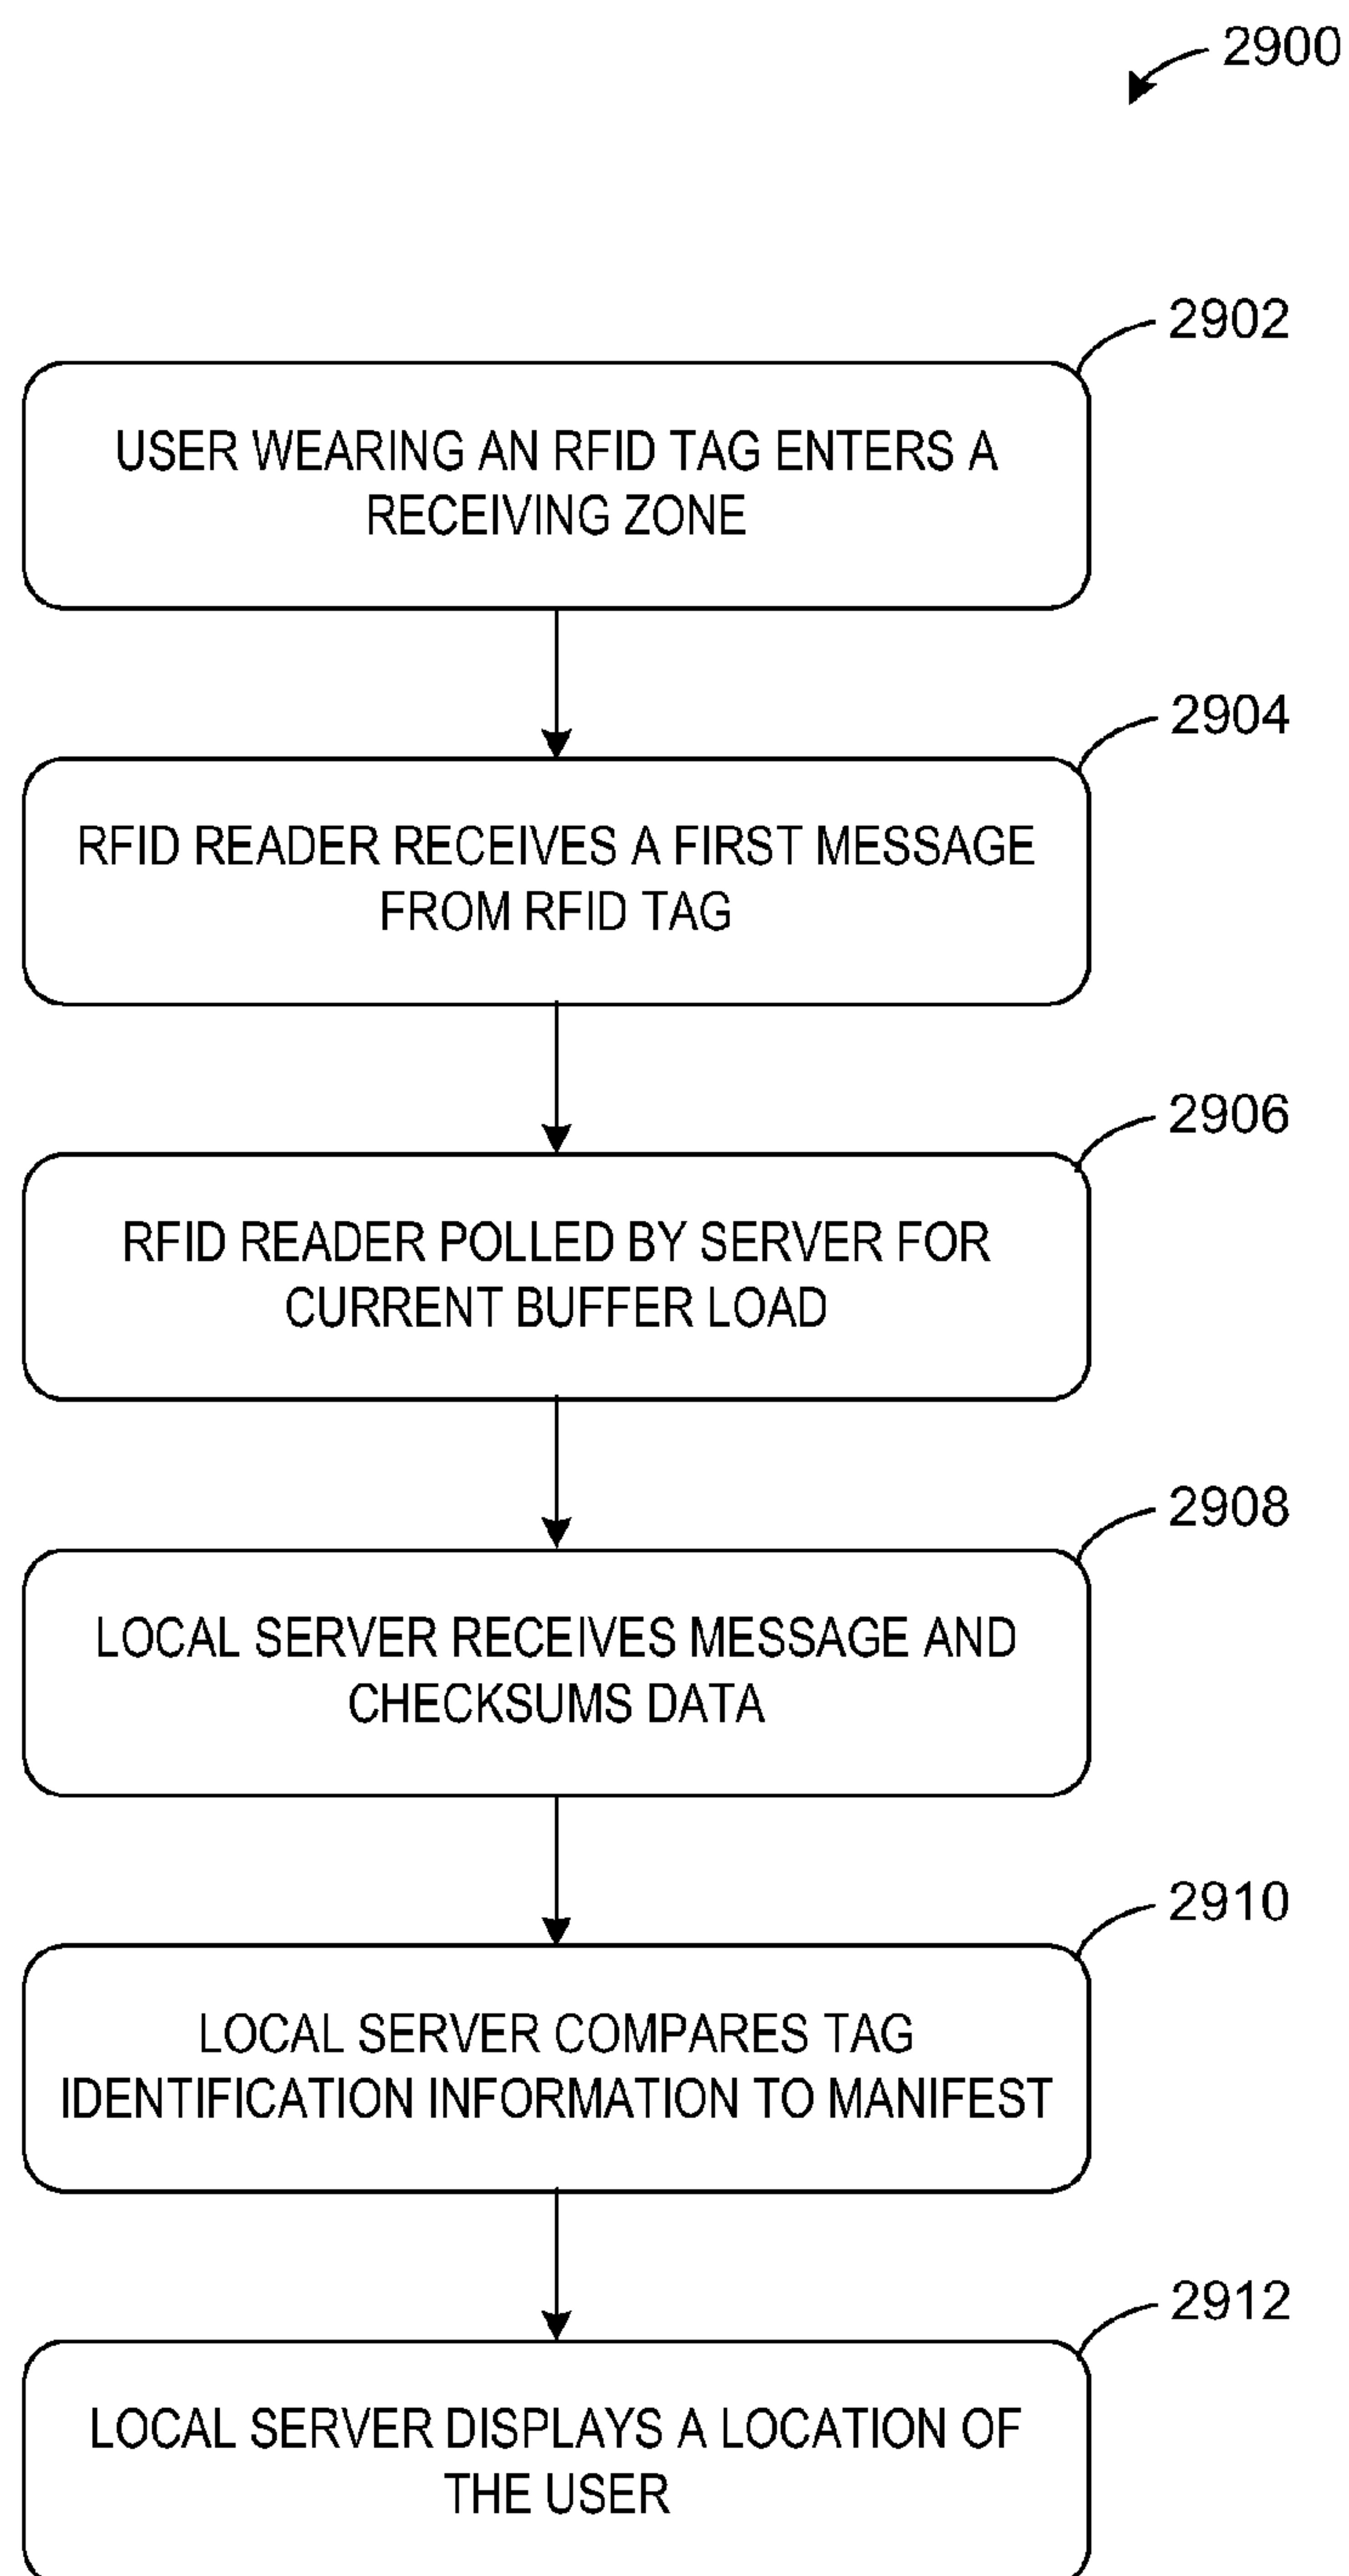 2900
2902
USER WEARING AN RFID TAG ENTERS A
RECEIVING ZONE
2904
RFID READER RECEIVES A FIRST MESSAGE
FROM RFID TAG
2906
RFID READER POLLED BY SERVER FOR
CURRENT BUFFER LOAD
2908
LOCAL SERVER RECEIVES MESSAGE AND
CHECKSUMS DATA
2910
LOCAL SERVER COMPARES TAG
IDENTIFICATION INFORMATION TO MANIFEST
2912
LOCAL SERVER DISPLAYS A LOCATION OF
THE USER